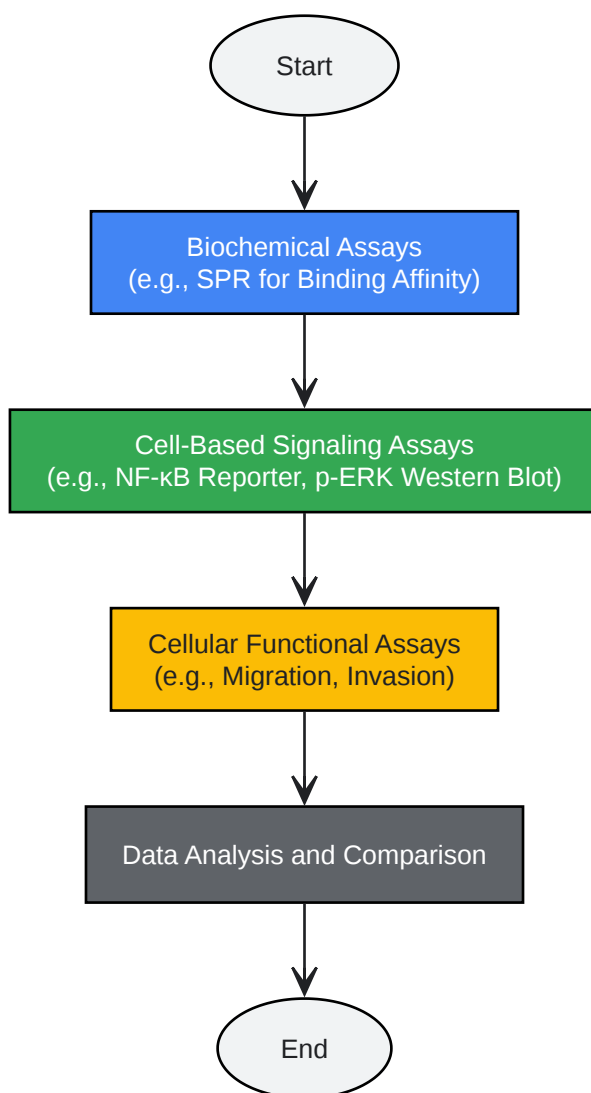 Start
Biochemical Assays
(e.g., SPR for Binding Affinity)
Cell-Based Signaling Assays
(e.g., NF-κB Reporter, p-ERK Western Blot)
Cellular Functional Assays
(e.g., Migration, Invasion)
Data Analysis and Comparison
End